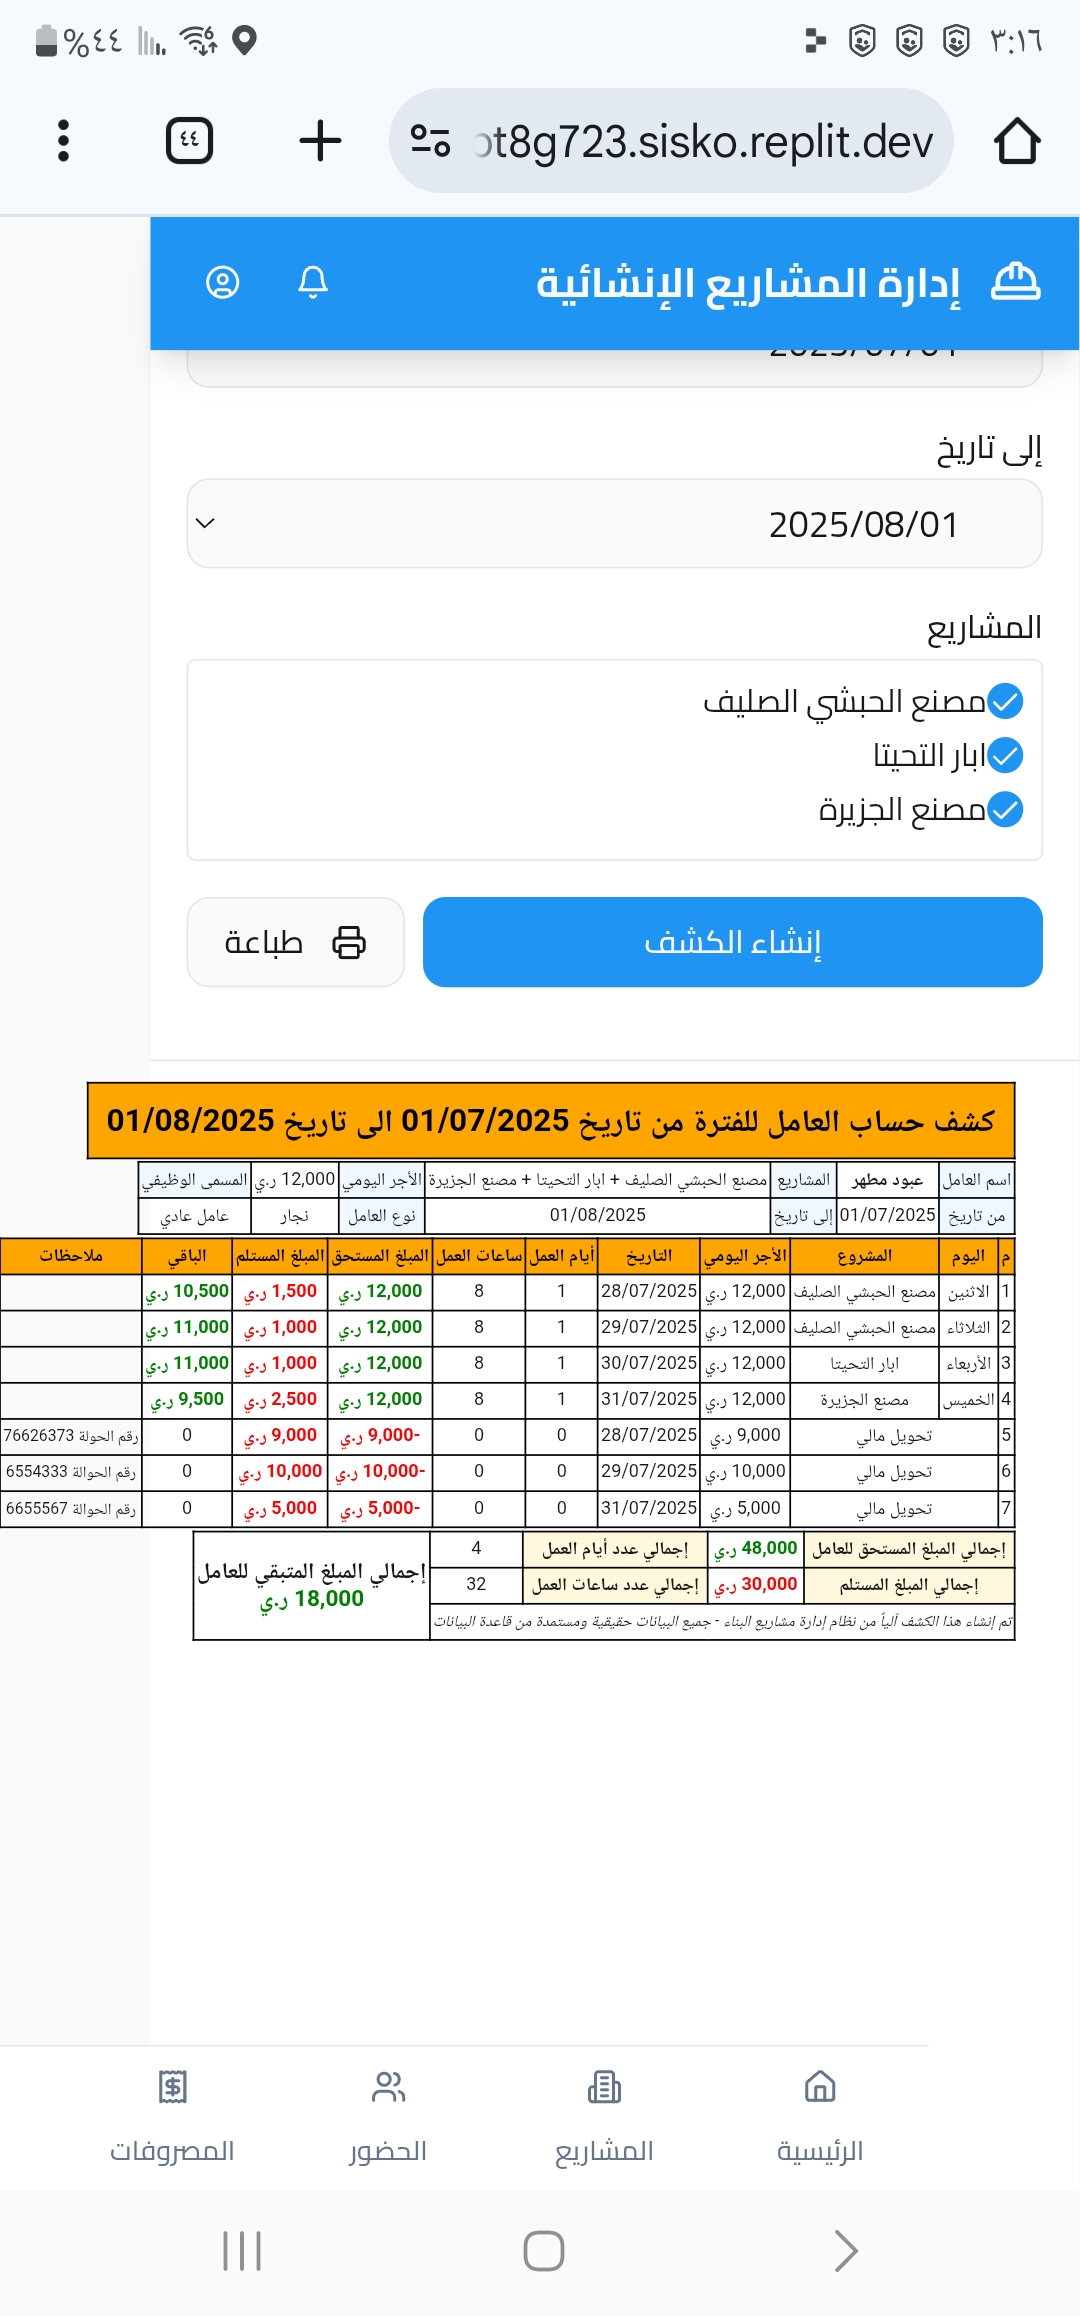 ٣:١٦
%٤٤
٤٤
ot8g723.sisko.replit.dev
إدارة المشاريع الإنشائية
إلى تاريخ
2025/08/01
المشاريع
مصنع الحبشي الصليف
ابار التحيتا
مصنع الجزيرة
إنشاء الكشف
طباعة
كشف حساب العامل للفترة من تاريخ 01/07/2025 الى تاريخ 01/08/2025
اسم العامل عبود مطهر المشاريع مصنع الحبشي الصليف + ابار التحيتا + مصنع الجزيرة الأجر اليومي 12,000 ر.ي المسمى الوظيفي
من تاريخ 01/07/2025 إلى تاريخ 01/08/2025 نوع العامل نجار عامل عادي
م اليوم المشروع الأجر اليومي التاريخ أيام العمل ساعات العمل المبلغ المستحق المبلغ المستلم الباقي ملاحظات
1 الاثنين مصنع الحبشي الصليف 12,000 ر.ي 28/07/2025 1 8 12,000 ر.ي 1,500 ر.ي 10,500 ر.ي
2 الثلاثاء مصنع الحبشي الصليف 12,000 ر.ي 29/07/2025 1 8 12,000 ر.ي 1,000 ر.ي 11,000 ر.ي
3 الأربعاء ابار التحيتا 12,000 ر.ي 30/07/2025 1 8 12,000 ر.ي 1,000 ر.ي 11,000 ر.ي
4 الخميس مصنع الجزيرة 12,000 ر.ي 31/07/2025 1 8 12,000 ر.ي 2,500 ر.ي 9,500 ر.ي
5 تحويل مالي 9,000 ر.ي 28/07/2025 0 0 -9,000 ر.ي 9,000 ر.ي 0 رقم الحولة 76626373
6 تحويل مالي 10,000 ر.ي 29/07/2025 0 0 -10,000 ر.ي 10,000 ر.ي 0 رقم الحوالة 6554333
7 تحويل مالي 5,000 ر.ي 31/07/2025 0 0 -5,000 ر.ي 5,000 ر.ي 0 رقم الحوالة 6655567
إجمالي المبلغ المستحق للعامل 48,000 ر.ي إجمالي عدد أيام العمل 4
إجمالي المبلغ المستلم 30,000 ر.ي إجمالي عدد ساعات العمل 32
إجمالي المبلغ المتبقي للعامل
18,000 ر.ي
تم إنشاء هذا الكشف آلياً من نظام إدارة مشاريع البناء - جميع البيانات حقيقية ومستمدة من قاعدة البيانات
الرئيسية
المشاريع
الحضور
المصروفات